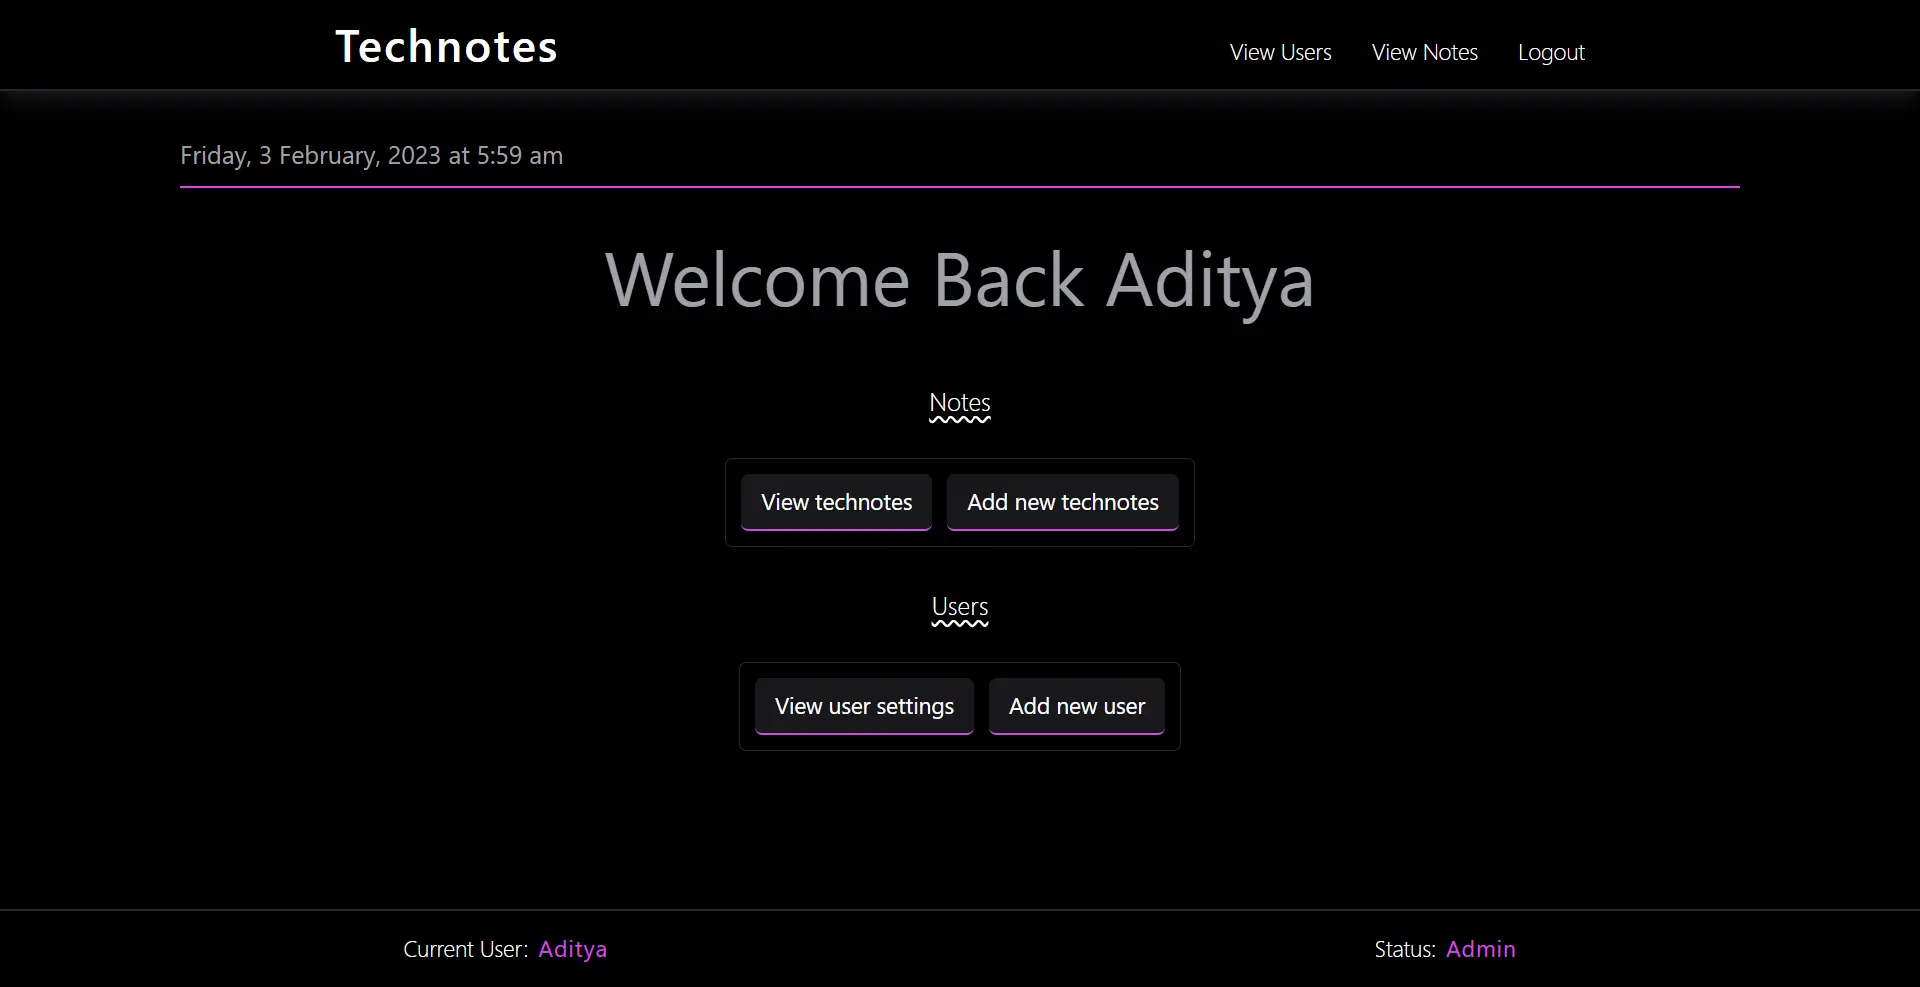 Technotes
View Users View Notes Logout
Friday, 3 February, 2023 at 5:59 am
Welcome Back Aditya
Notes
View technotes Add new technotes
Users
View user settings Add new user
Current User: Aditya
Status: Admin